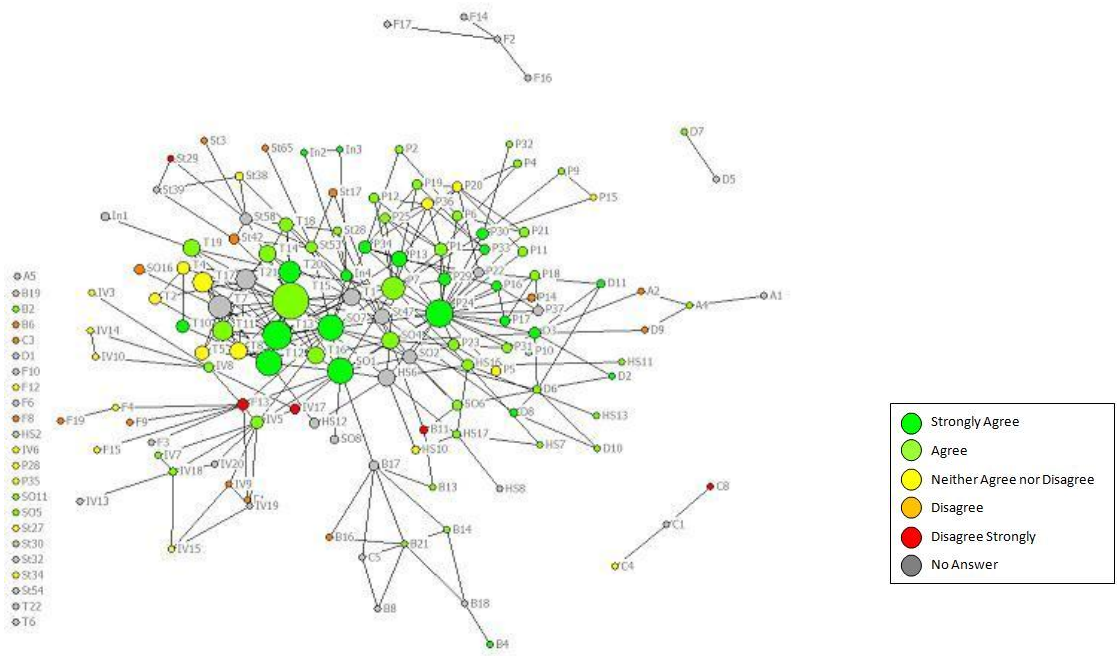 F14
F17
F2
F16
D7
D5
St3
St65
In2
In3
P2
P32
P4
P9
P15
St29
St39
St38
St17
P12
P19
P20
P36
P25
P6
In1
St58
T18
St28
St53
P34
P13
P1
P30
P33
P21
P11
St42
T19
T14
T20
T21
SO16
T4
T2
T7
T15
In4
P7
P29
P22
P16
P18
P14
P37
P24
P17
D11
A2
A4
A1
D9
D3
A5
B19
B2
B6
C3
D1
F10
F12
F6
F8
HS2
IV6
P28
P35
SO11
SO5
St27
St30
St32
St34
St54
T22
T6
IV3
IV14
IV10
T10
T11
T13
T5
T8
T12
T16
SO1
SO2
IV8
HS6
P23
P31
P10
HS16
P5
HS11
D2
D6
F4
F19
F9
IV17
IV5
HS12
SO8
SO6
B11
HS17
HS10
HS13
HS7
D10
F15
F3
IV7
IV18
IV20
IV9
IV19
IV13
IV15
B17
B13
HS8
B16
B14
B21
C5
B8
B18
B4
C8
C1
C4
Strongly Agree
Agree
Neither Agree nor Disagree
Disagree
Disagree Strongly
No Answer